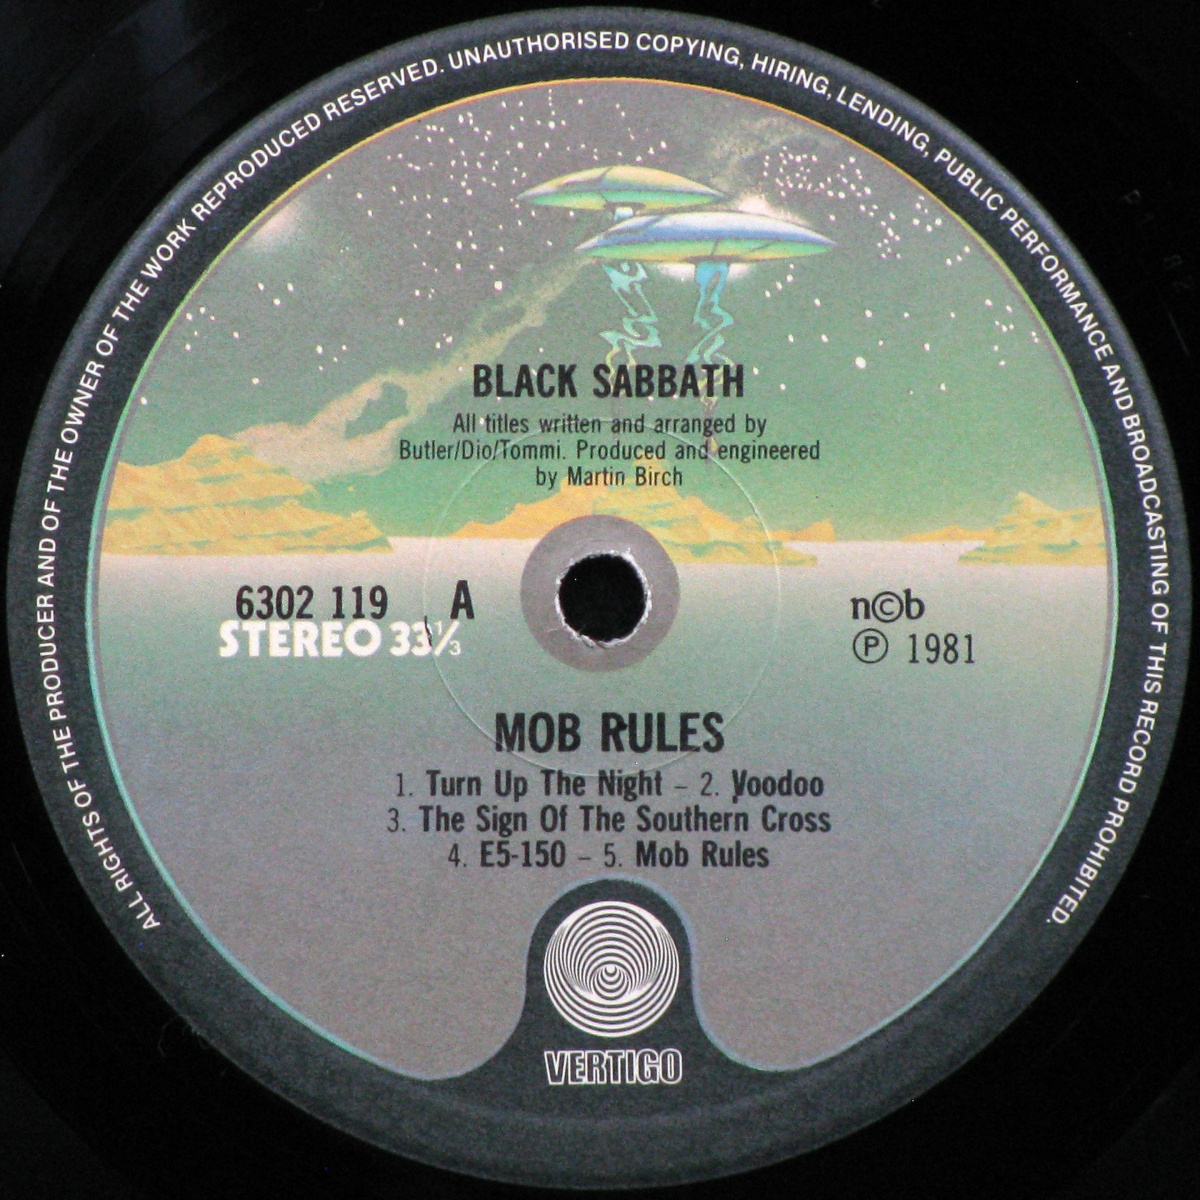 ALL RIGHTS OF THE PRODUCER AND OF THE OWNER OF THE WORK REPRODUCED RESERVED. UNAUTHORISED COPYING, HIRING, LENDING, PUBLIC PERFORMANCE AND BROADCASTING OF THIS RECORD PROHIBITED.
BLACK SABBATH
All titles written and arranged by
Butler/Dio/Tommi. Produced and engineered
by Martin Birch
6302 119 A
STEREO 33⅓
n©b
℗ 1981
MOB RULES
1. Turn Up The Night – 2. Voodoo
3. The Sign Of The Southern Cross
4. E5-150 – 5. Mob Rules
VERTIGO